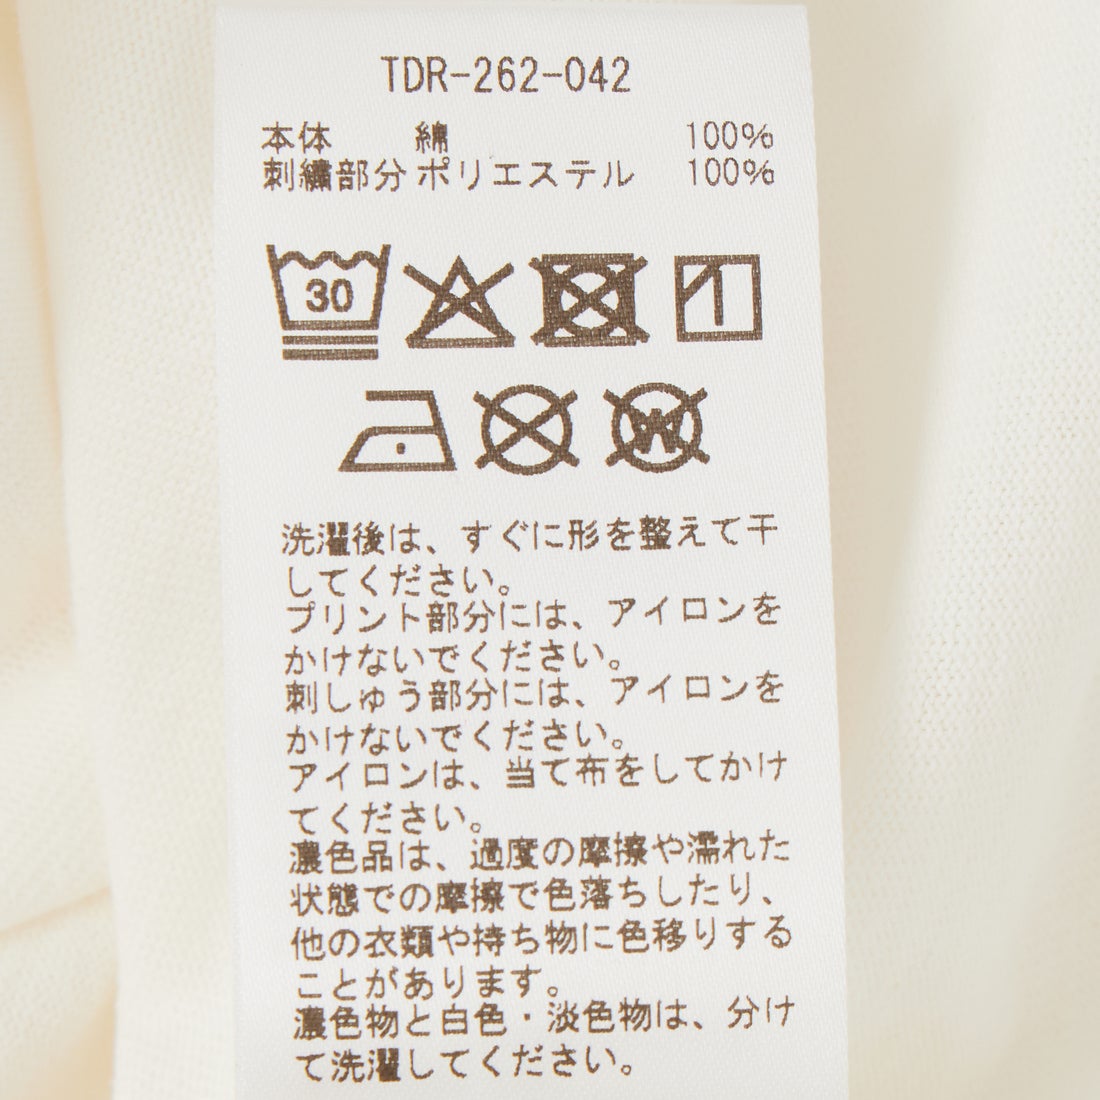 TDR-262-042
本体 綿 100%
刺繍部分 ポリエステル 100%
30
W
洗濯後は、すぐに形を整えて干
してください。
プリント部分には、アイロンを
かけないでください。
刺しゅう部分には、アイロンを
かけないでください。
アイロンは、当て布をしてかけ
てください。
濃色品は、過度の摩擦や濡れた
状態での摩擦で色落ちしたり、
他の衣類や持ち物に色移りする
ことがあります。
濃色物と白色・淡色物は、分け
て洗濯してください。